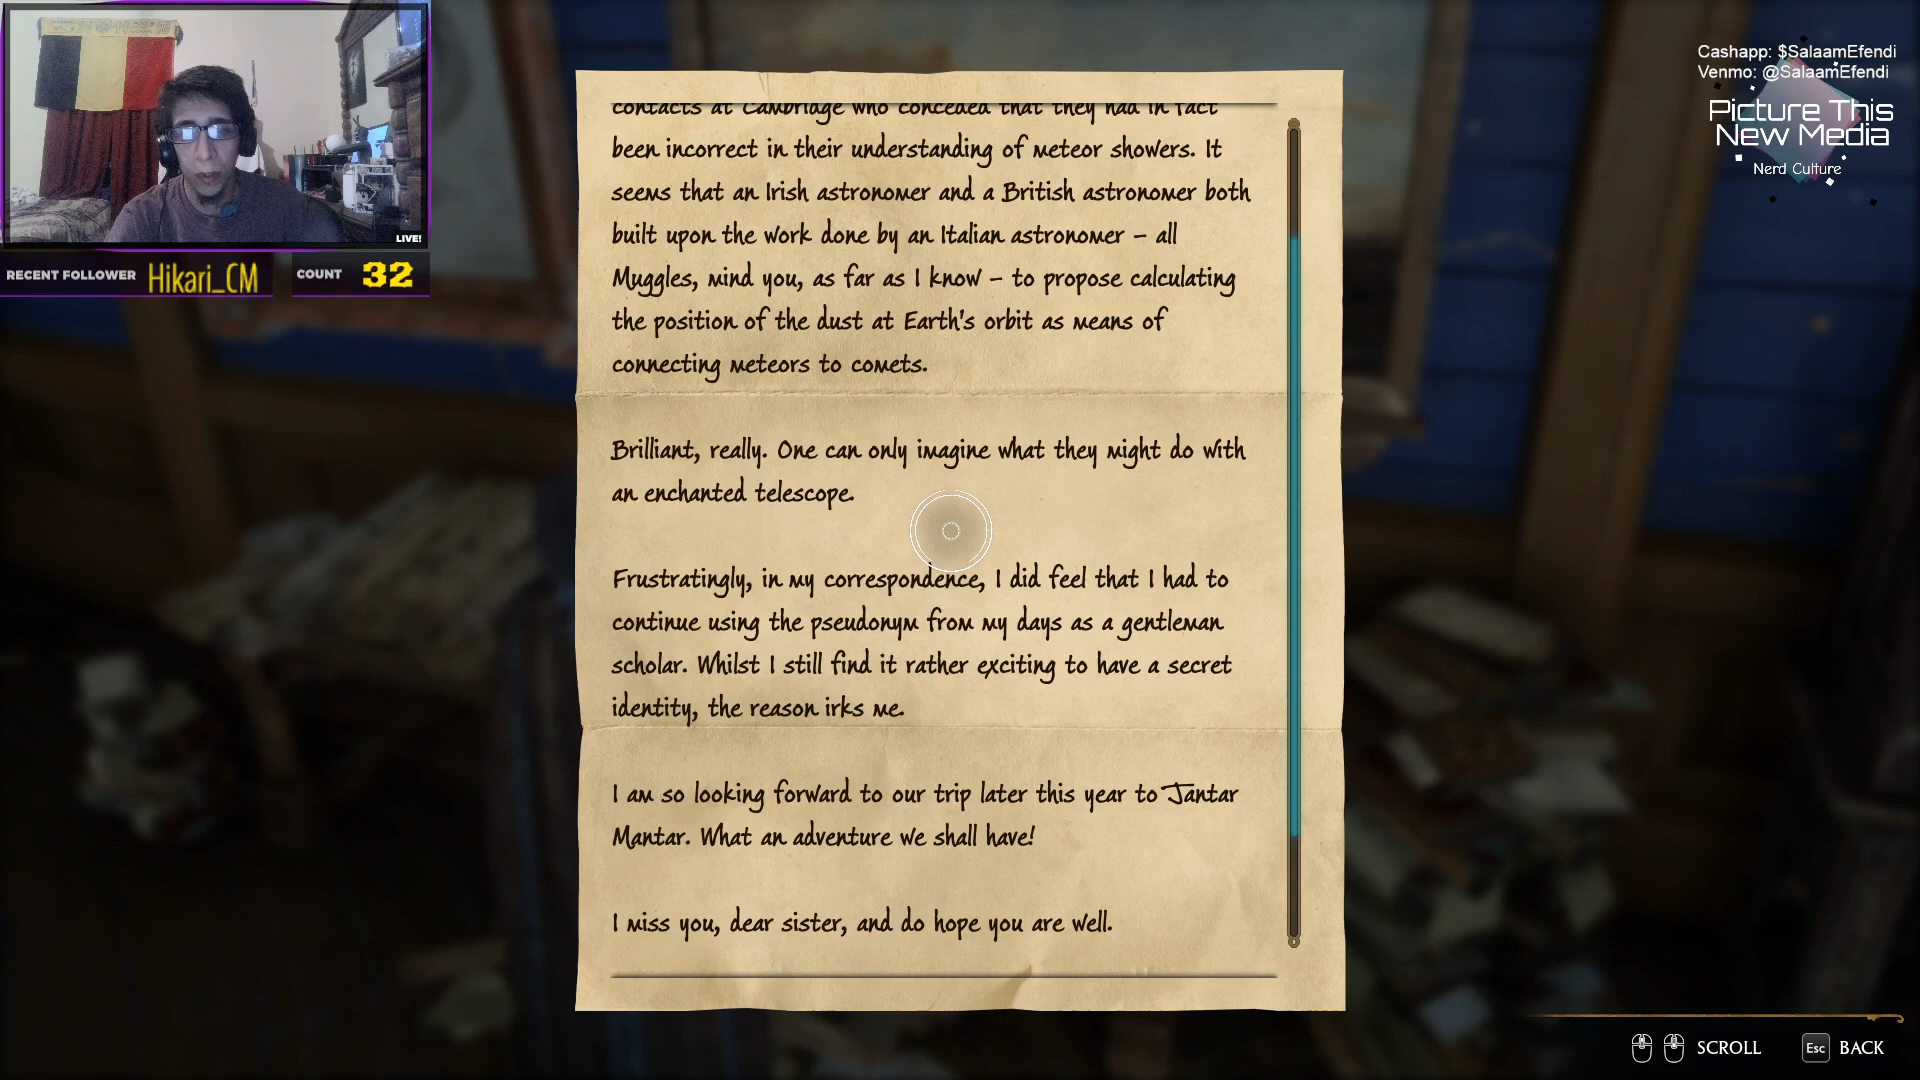 LIVE!
RECENT FOLLOWER Hikari_CM COUNT 32
Cashapp: $SalaamEfendi
Venmo: @SalaamEfendi
Picture This
New Media
Nerd Culture
contacts at Cambridge who conceded that they had in fact
been incorrect in their understanding of meteor showers. It
seems that an Irish astronomer and a British astronomer both
built upon the work done by an Italian astronomer – all
Muggles, mind you, as far as I know – to propose calculating
the position of the dust at Earth's orbit as means of
connecting meteors to comets.
Brilliant, really. One can only imagine what they might do with
an enchanted telescope.
Frustratingly, in my correspondence, I did feel that I had to
continue using the pseudonym from my days as a gentleman
scholar. Whilst I still find it rather exciting to have a secret
identity, the reason irks me.
I am so looking forward to our trip later this year to Jantar
Mantar. What an adventure we shall have!
I miss you, dear sister, and do hope you are well.
SCROLL
Esc BACK